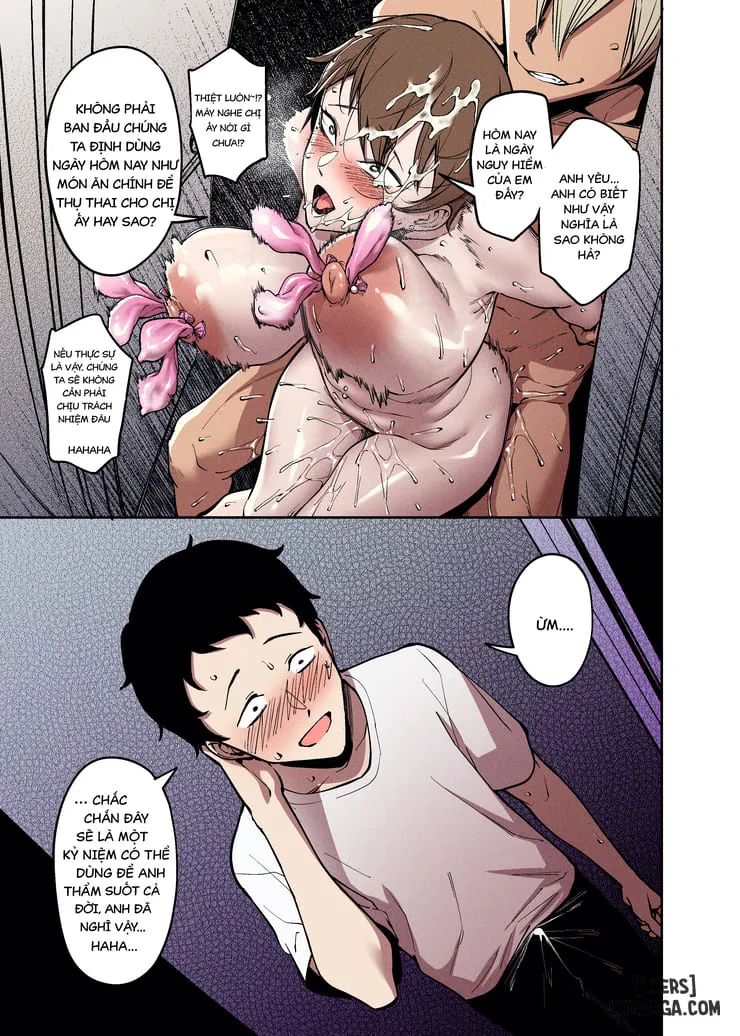 THIỆT LUÔN~!?
MÀY NGHE CHỊ
ẤY NÓI GÌ
CHƯA!?
KHÔNG PHẢI
BAN ĐẦU CHÚNG
TA ĐỊNH DÙNG
NGÀY HÔM NAY NHƯ
MÓN ĂN CHÍNH ĐỂ
THỤ THAI CHO CHỊ
ẤY HAY SAO?
HÔM NAY
LÀ NGÀY
NGUY HIỂM
CỦA EM
ĐẤY?
ANH YÊU...
ANH CÓ BIẾT
NHƯ VẬY
NGHĨA LÀ
SAO KHÔNG
HẢ?
NẾU THỰC SỰ
LÀ VẬY. CHÚNG
TA SẼ KHÔNG
CẦN PHẢI
CHỊU TRÁCH
NHIỆM ĐÂU
HAHAHA
ỪM....
... CHẮC
CHẮN ĐÂY
SẼ LÀ MỘT
KỶ NIỆM CÓ THỂ
DÙNG ĐỂ ANH
THẨM SUỐT CẢ
ĐỜI, ANH ĐÃ
NGHĨ VẬY...
HAHA...